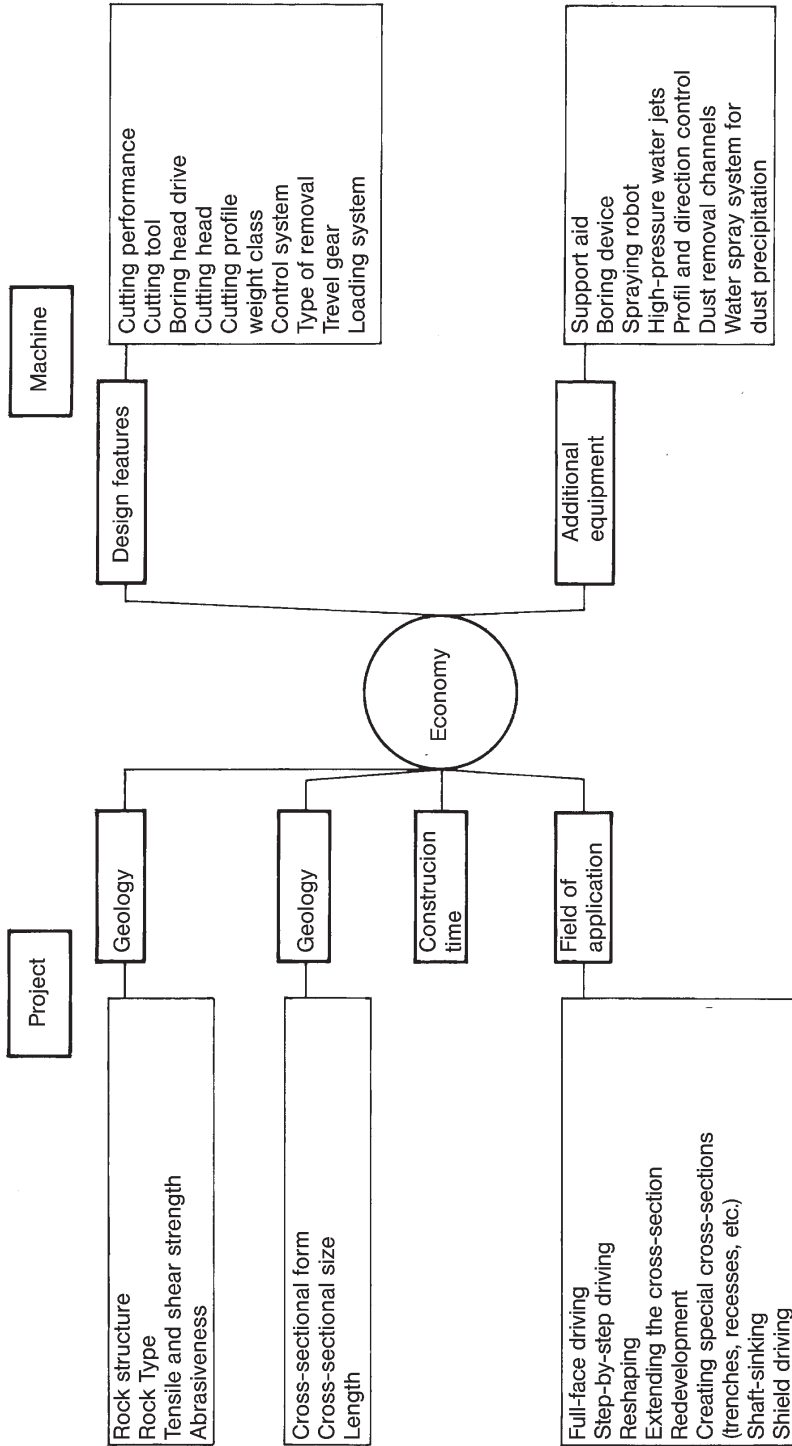 Project
Machine
Rock structure
Rock Type
Tensile and shear strength
Abrasiveness
Geology
Cross-sectional form
Cross-sectional size
Length
Geology
Construcion
time
Full-face driving
Step-by-step driving
Reshaping
Extending the cross-section
Redevelopment
Creating special cross-sections
(trenches, recesses, etc.)
Shaft-sinking
Shield driving
Field of
application
Economy
Design features
Cutting performance
Cutting tool
Boring head drive
Cutting head
Cutting profile
weight class
Control system
Type of removal
Trevel gear
Loading system
Additional
equipment
Support aid
Boring device
Spraying robot
High-pressure water jets
Profil and direction control
Dust removal channels
Water spray system for
dust precipitation